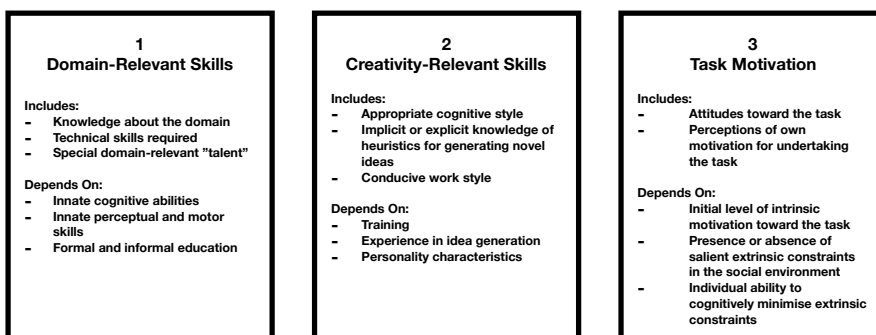 1
Domain-Relevant Skills
Includes:
- Knowledge about the domain
- Technical skills required
- Special domain-relevant ”talent”
Depends On:
- Innate cognitive abilities
- Innate perceptual and motor
skills
- Formal and informal education
2
Creativity-Relevant Skills
Includes:
- Appropriate cognitive style
- Implicit or explicit knowledge of
heuristics for generating novel
ideas
- Conducive work style
Depends On:
- Training
- Experience in idea generation
- Personality characteristics
3
Task Motivation
Includes:
- Attitudes toward the task
- Perceptions of own
motivation for undertaking
the task
Depends On:
- Initial level of intrinsic
motivation toward the task
- Presence or absence of
salient extrinsic constraints
in the social environment
- Individual ability to
cognitively minimise extrinsic
constraints